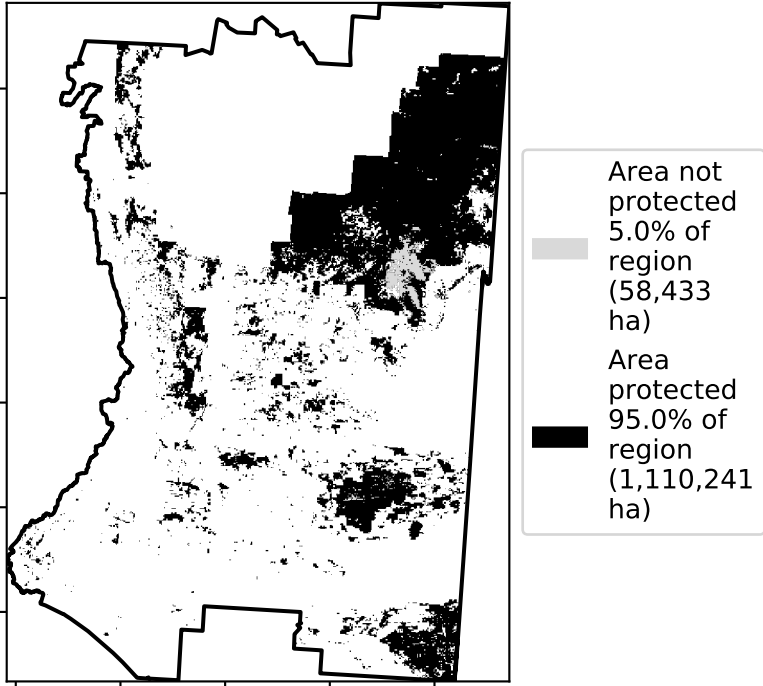 Area not
protected
5.0% of
region
(58,433
ha)
Area
protected
95.0% of
region
(1,110,241
ha)